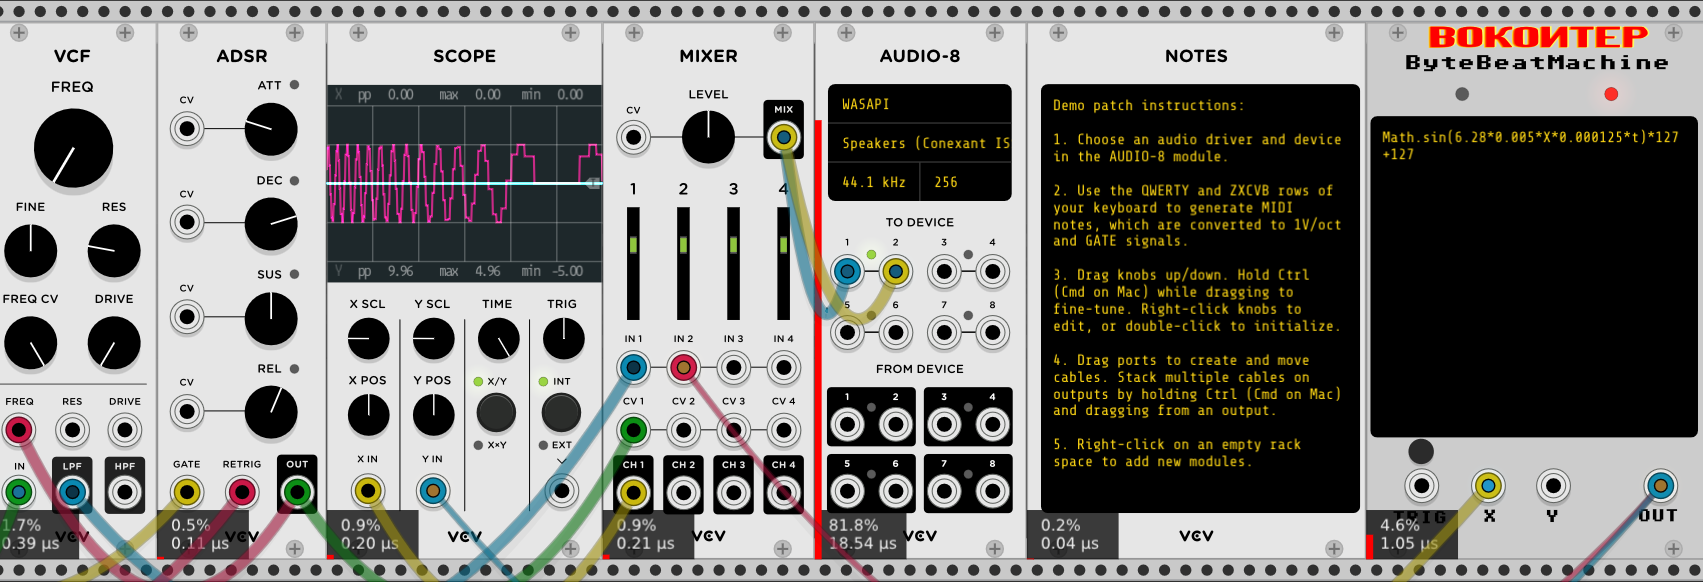 VCF
FREQ
FINE RES
FREQ CV DRIVE
FREQ RES DRIVE
IN LPF HPF
1.7%
0.39 µs
ADSR
CV ATT
CV DEC
CV SUS
CV REL
GATE RETRIG OUT
0.5%
0.11 µs
VCV
SCOPE
X pp 0.00 max 0.00 min 0.00
Y pp 9.96 max 4.96 min -5.00
X SCL Y SCL TIME TRIG
X POS Y POS X/Y INT
X×Y EXT
X IN Y IN
0.9%
0.20 µs
VCV
MIXER
LEVEL
CV MIX
1 2 3 4
IN 1 IN 2 IN 3 IN 4
CV 1 CV 2 CV 3 CV 4
CH 1 CH 2 CH 3 CH 4
0.9%
0.21 µs
VCV
AUDIO-8
WASAPI
Speakers (Conexant IS
44.1 kHz 256
TO DEVICE
1 2 3 4
5 6 7 8
FROM DEVICE
1 2 3 4
5 6 7 8
81.8%
18.54 µs
VCV
NOTES
Demo patch instructions:
1. Choose an audio driver and device
in the AUDIO-8 module.
2. Use the QWERTY and ZXCVB rows of
your keyboard to generate MIDI
notes, which are converted to 1V/oct
and GATE signals.
3. Drag knobs up/down. Hold Ctrl
(Cmd on Mac) while dragging to
fine-tune. Right-click knobs to
edit, or double-click to initialize.
4. Drag ports to create and move
cables. Stack multiple cables on
outputs by holding Ctrl (Cmd on Mac)
and dragging from an output.
5. Right-click on an empty rack
space to add new modules.
0.2%
0.04 µs
VCV
ВОКОИТЕР
ByteBeatMachine
Math.sin(6.28*0.005*X*0.000125*t)*127
+127
TRIG X Y OUT
4.6%
1.05 µs